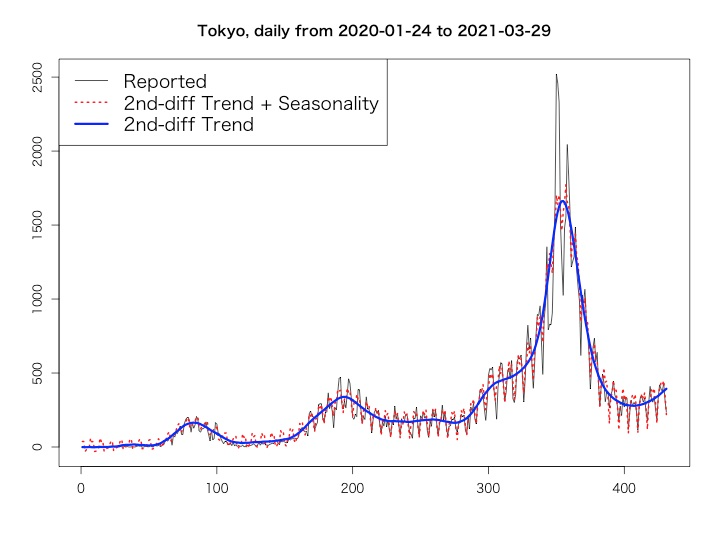 Tokyo, daily from 2020-01-24 to 2021-03-29
Reported
2nd-diff Trend + Seasonality
2nd-diff Trend
2500
2000
1500
1000
500
0
0 100 200 300 400